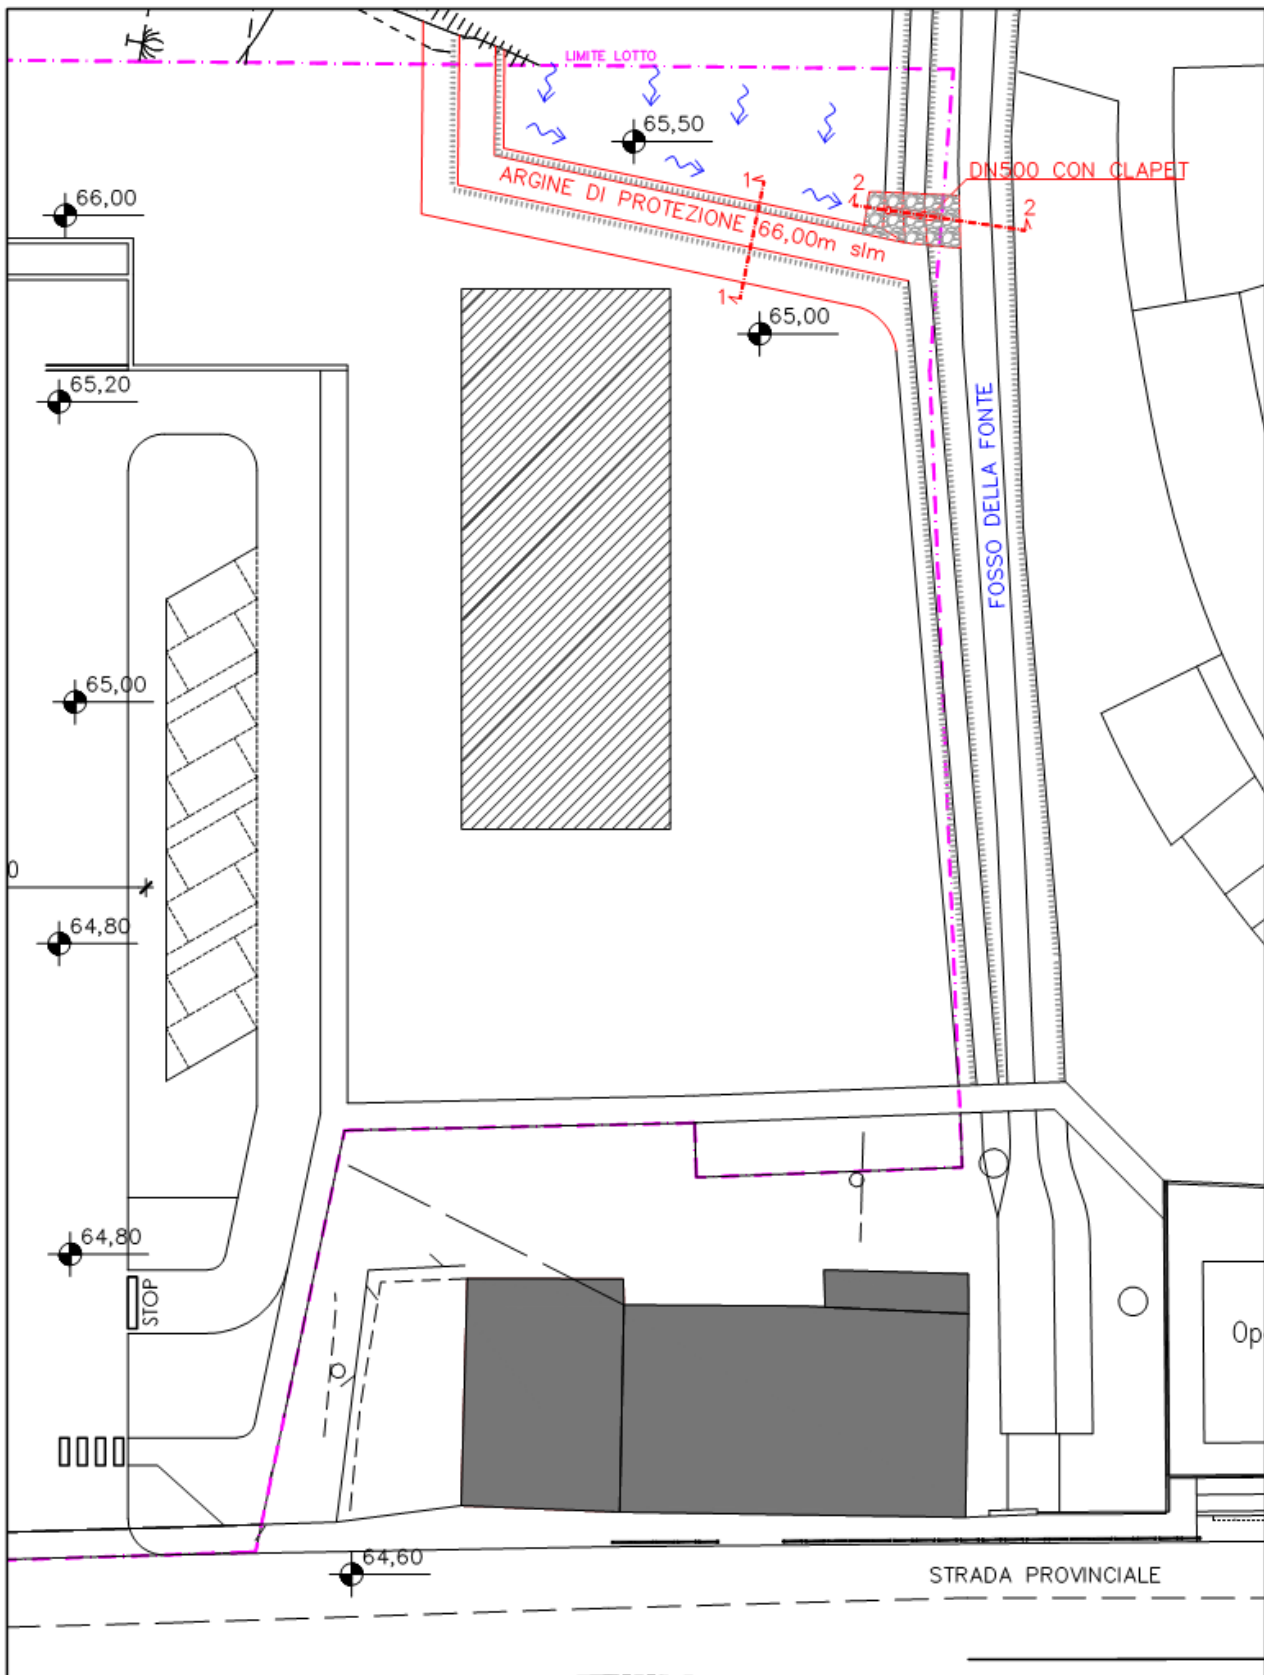 LIMITE LOTTO
65,50
DN500 CON CLAPET
1
2
2
66,00
ARGINE DI PROTEZIONE 66,00m slm
1
65,00
65,20
FOSSO DELLA FONTE
65,00
0
64,80
64,80
STOP
Op
64,60
STRADA PROVINCIALE